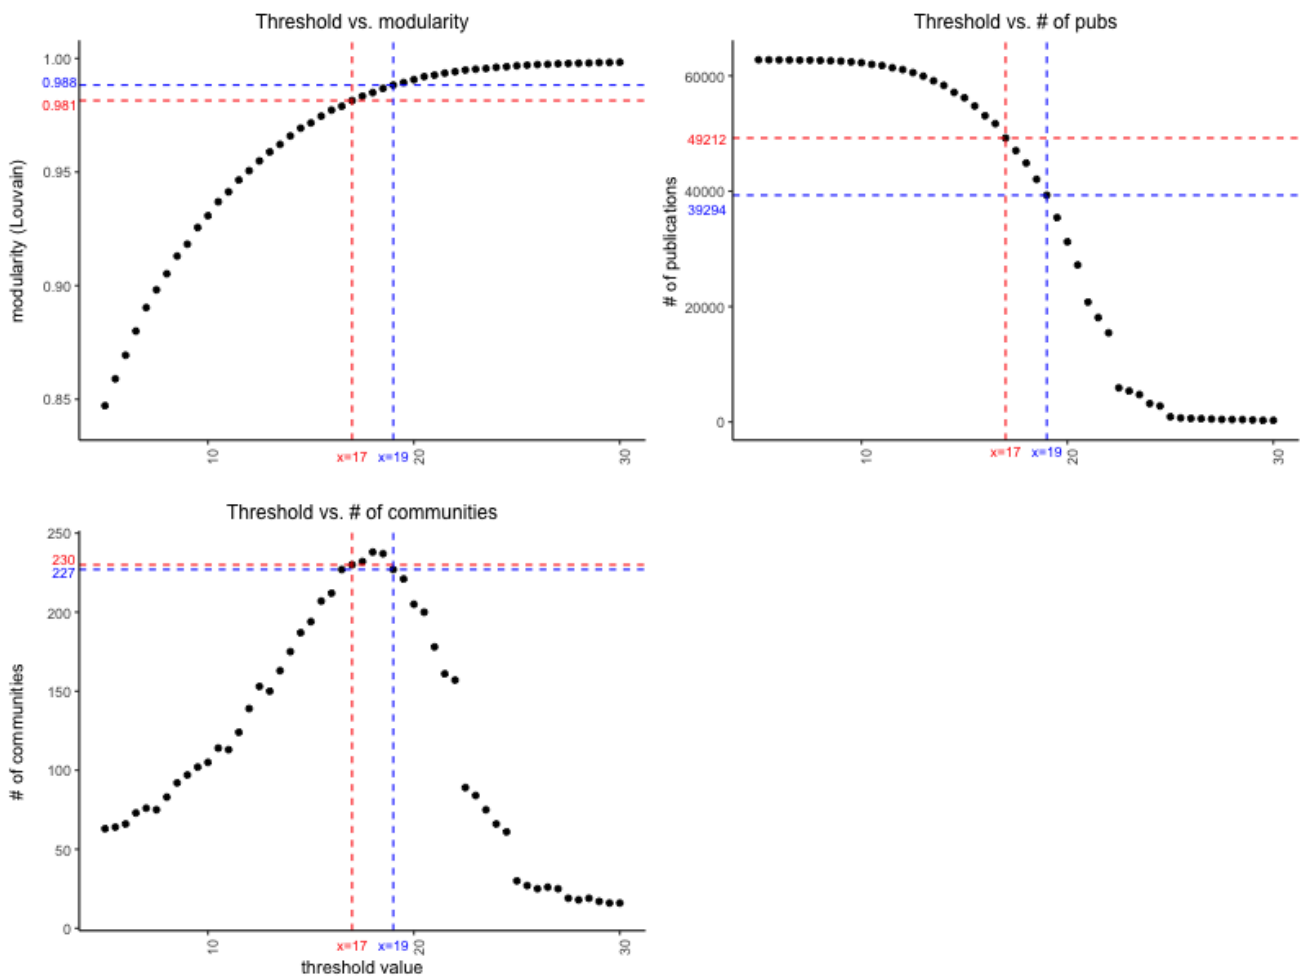 Threshold vs. modularity
modularity (Louvain)
1.00
0.988
0.981
0.95
0.90
0.85
10
x=17
x=19
20
30
Threshold vs. # of pubs
# of publications
60000
49212
40000
39294
20000
0
10
x=17
x=19
20
30
Threshold vs. # of communities
# of communities
250
230
227
200
150
100
50
0
10
x=17
x=19
20
30
threshold value